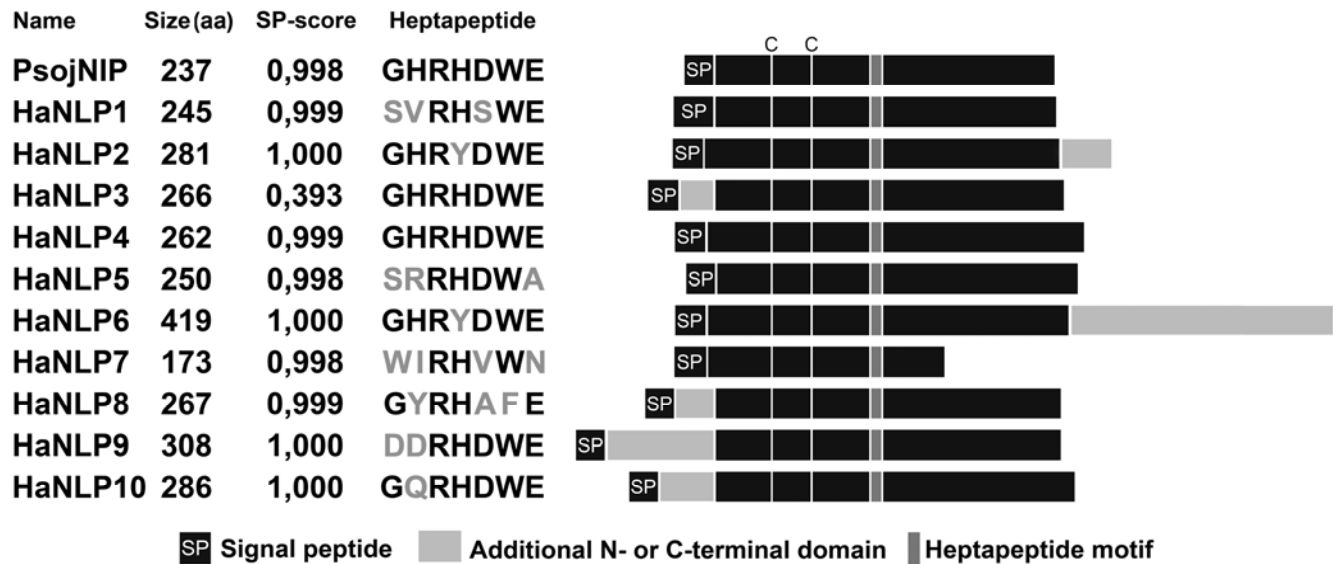 Name Size (aa) SP-score Heptapeptide
C C
PsojNIP 237 0,998 GHRHDWE SP
HaNLP1 245 0,999 SVRHSWE SP
HaNLP2 281 1,000 GHRYDWE SP
HaNLP3 266 0,393 GHRHDWE SP
HaNLP4 262 0,999 GHRHDWE SP
HaNLP5 250 0,998 SRRHDWA SP
HaNLP6 419 1,000 GHRYDWE SP
HaNLP7 173 0,998 WIRHVWN SP
HaNLP8 267 0,999 GYRHAFE SP
HaNLP9 308 1,000 DDRHDWE SP
HaNLP10 286 1,000 GQRHDWE SP
SP Signal peptide Additional N- or C-terminal domain Heptapeptide motif